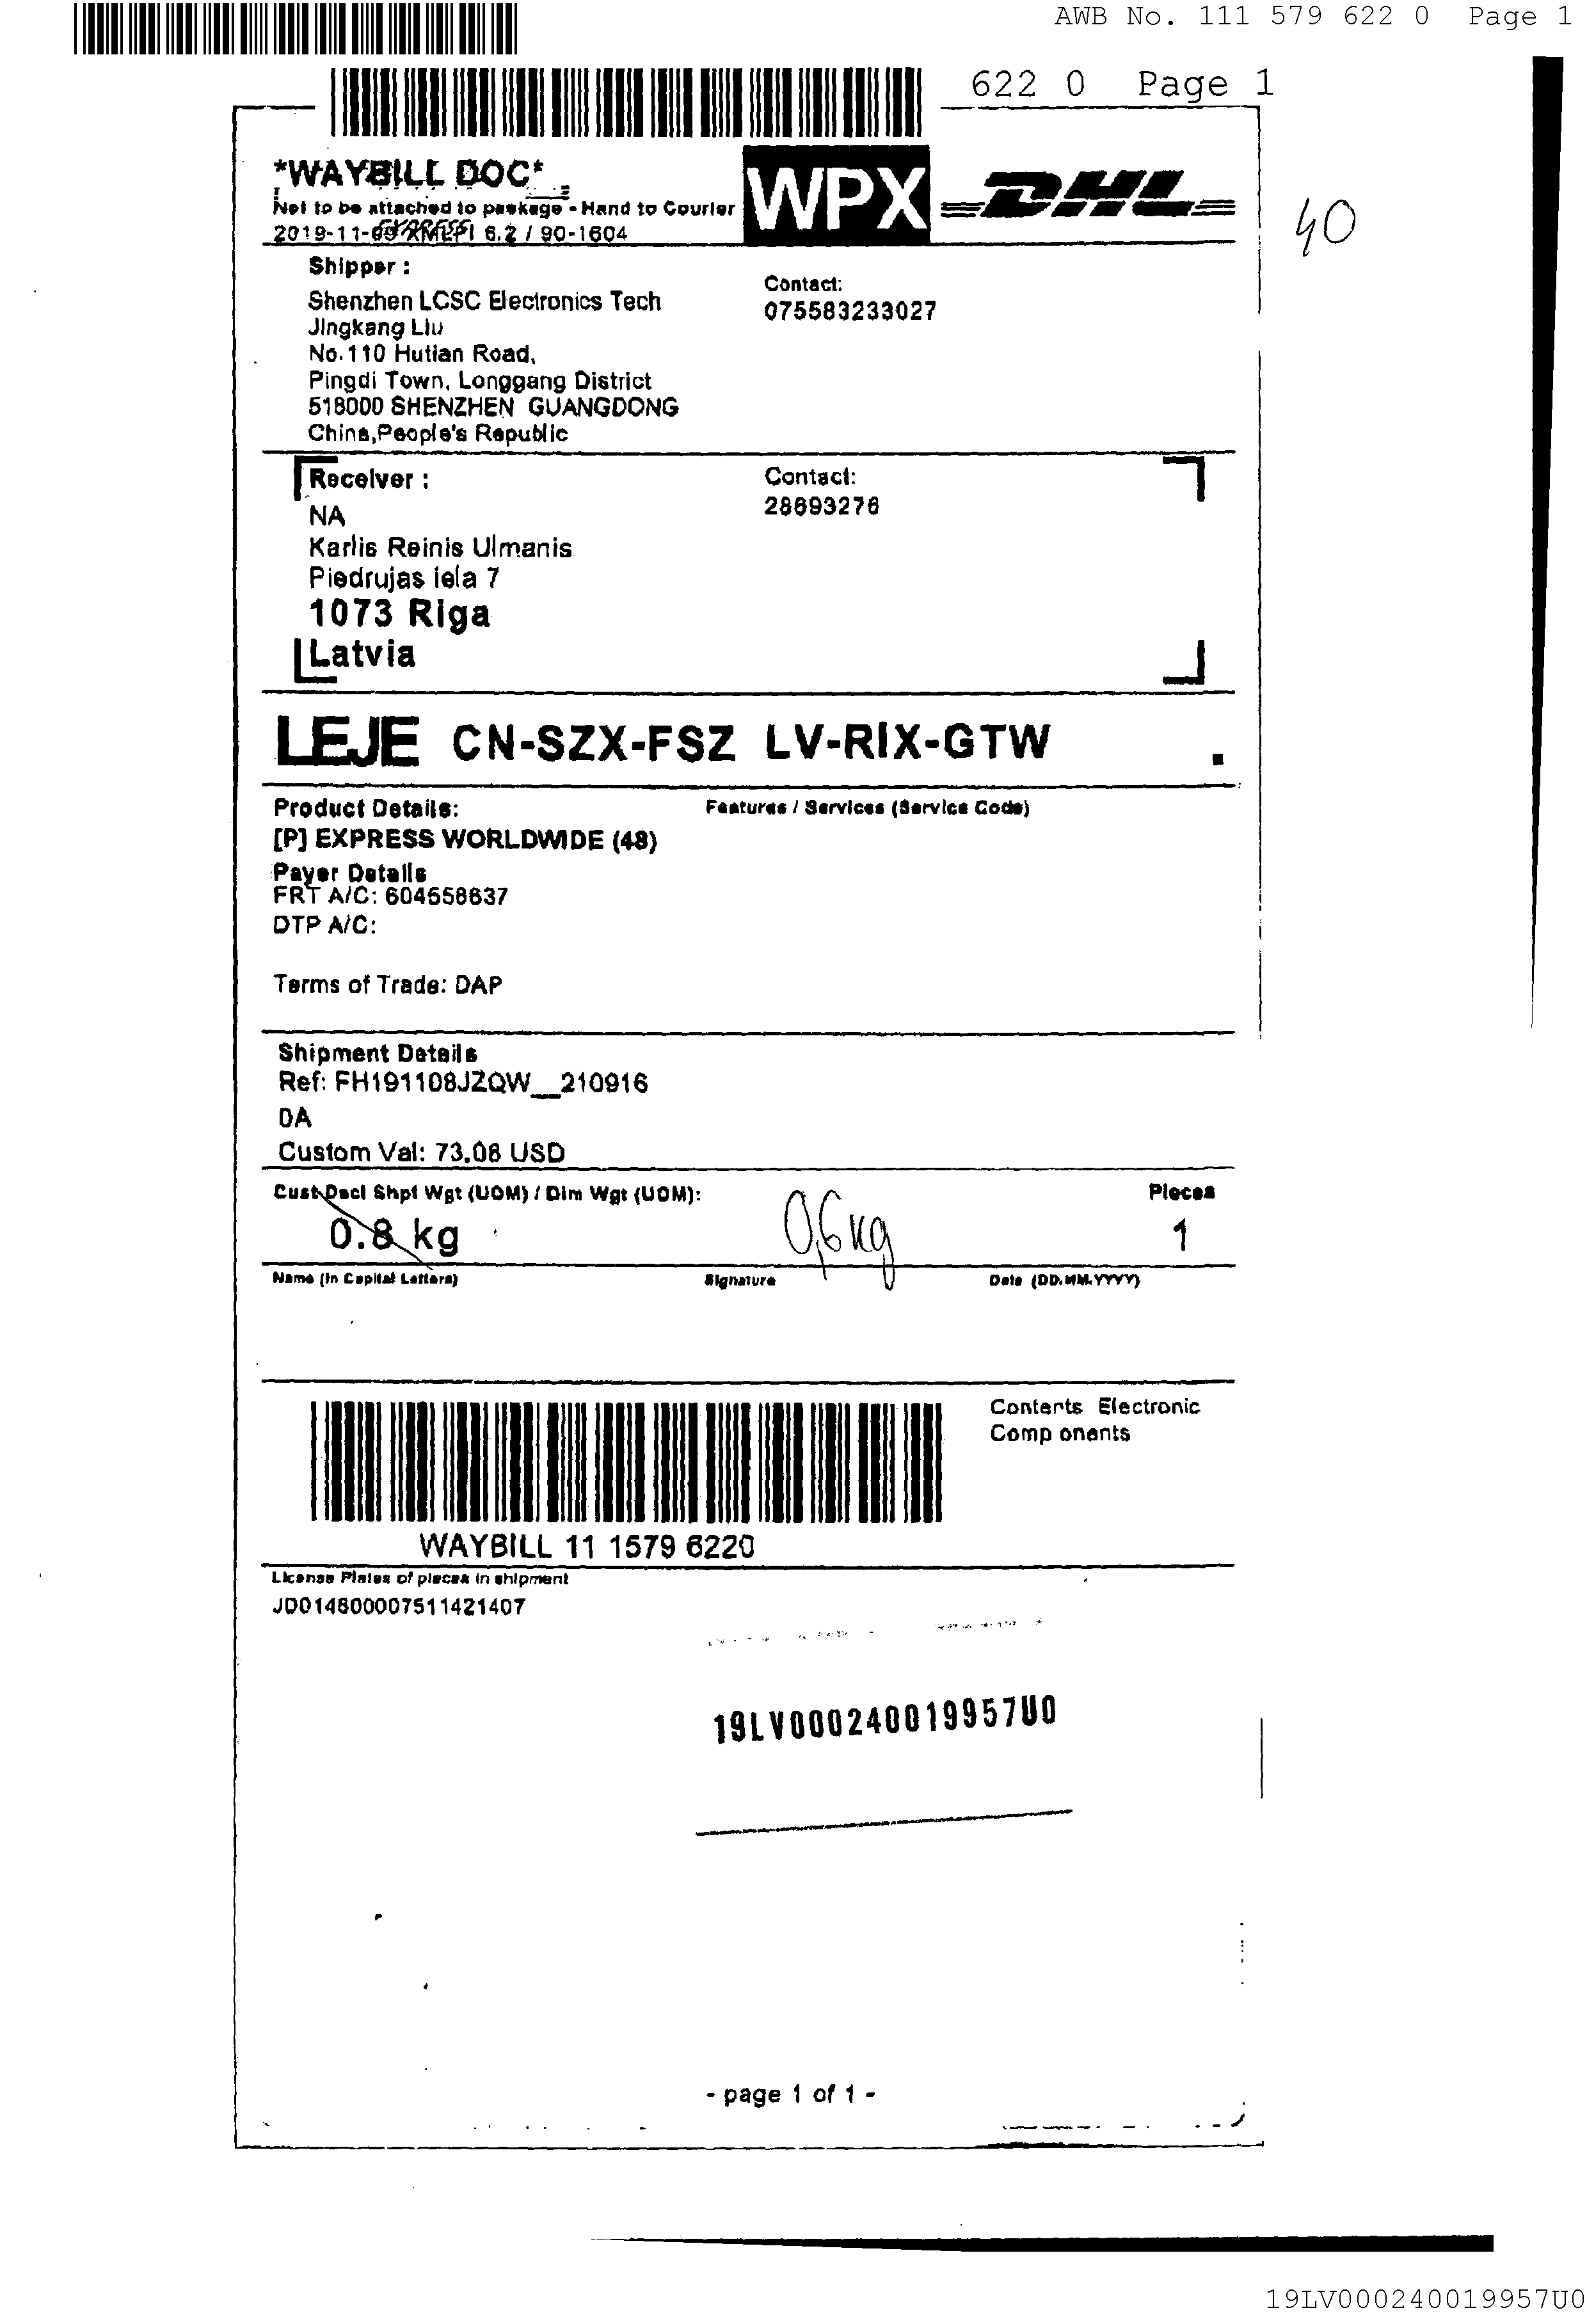 AWB No. 111 579 622 0 Page 1
622 0 Page 1
*WAYBILL DOC*
Not to be attached to package - Hand to Courier
2019-11- XMLPI 6.2 / 90-1604
WPX
DHL
40
Shipper :
Contact:
Shenzhen LCSC Electronics Tech
075583233027
Jingkang Liu
No.110 Hutian Road,
Pingdi Town, Longgang District
518000 SHENZHEN GUANGDONG
China,People's Republic
Receiver :
Contact:
NA
28693276
Karlis Reinis Ulmanis
Piedrujas iela 7
1073 Riga
Latvia
LEJE CN-SZX-FSZ LV-RIX-GTW
Product Details:
Features / Services (Service Code)
[P] EXPRESS WORLDWIDE (48)
Payer Details
FRT A/C: 604558637
DTP A/C:
Terms of Trade: DAP
Shipment Details
Ref: FH191108JZQW__210916
0A
Custom Val: 73.08 USD
Cust Decl Shpt Wgt (UOM) / Dim Wgt (UOM):
Pieces
0.8 kg
0,6 kg
1
Name (In Capital Letters)
Signature
Date (DD.MM.YYYY)
Contents Electronic
Comp onents
WAYBILL 11 1579 6220
License Plates of pieces in shipment
JD014600007511421407
19LV000240019957U0
- page 1 of 1 -
19LV000240019957U0